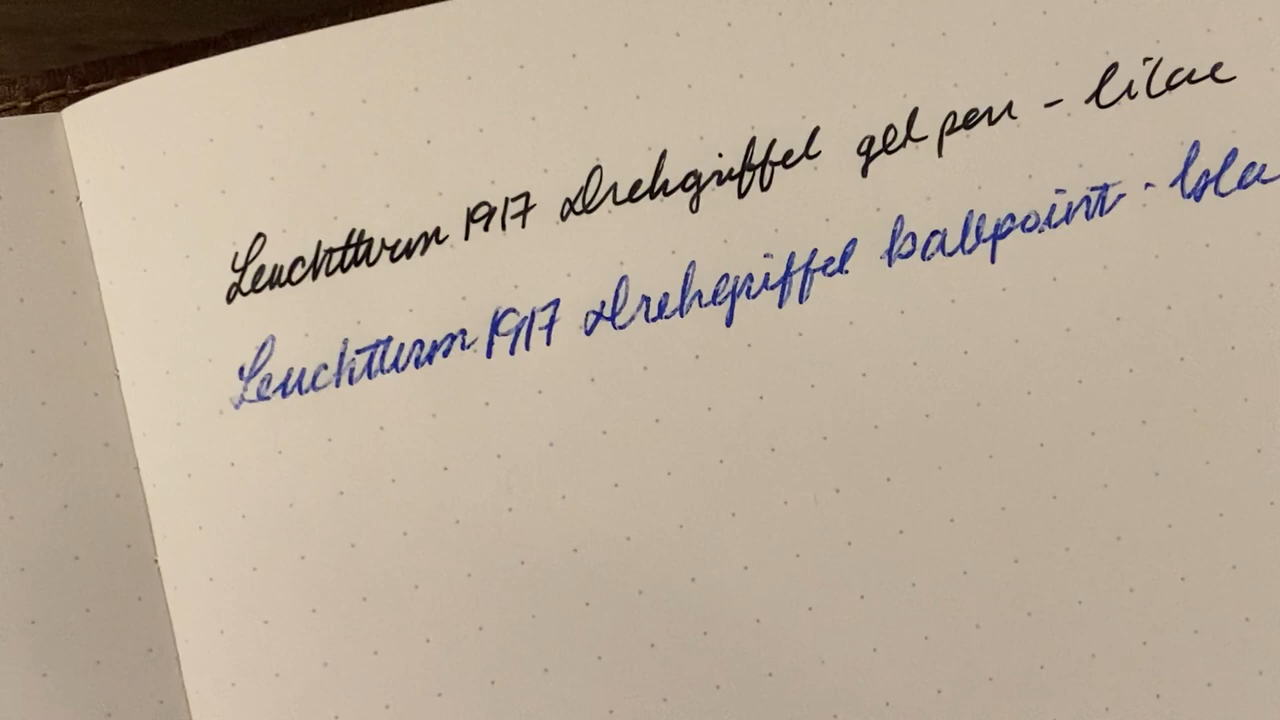 Leuchtturm 1917 Drehgriffel gel pen - lilac
Leuchtturm 1917 Drehgriffel ballpoint -